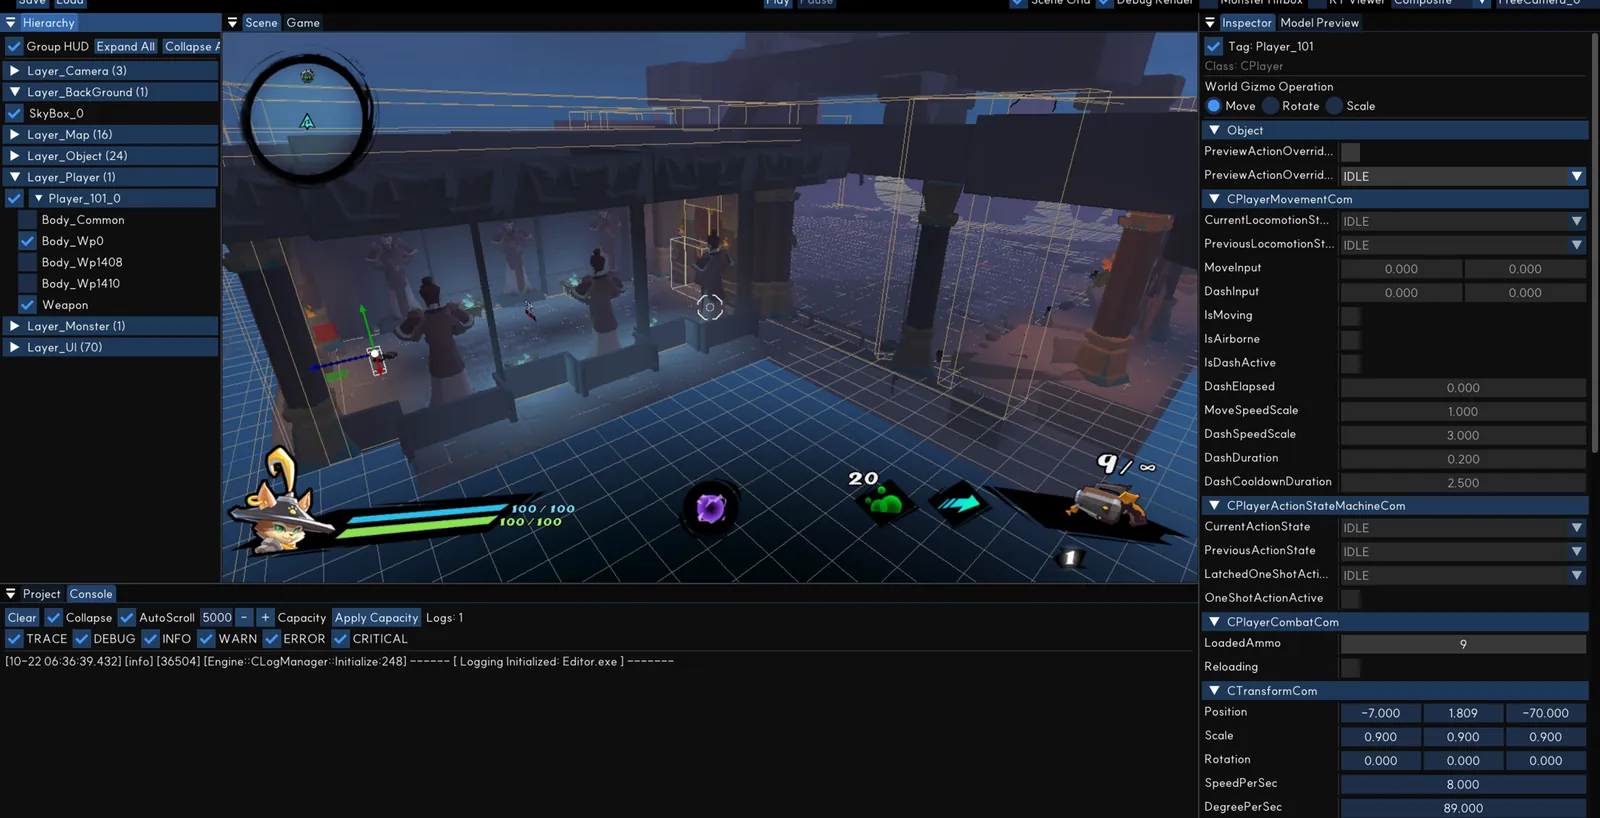 Save Load
Play Pause
Scene Grid Debug Render Monster Hitbox RT Viewer Composite FreeCamera_0
Hierarchy
Group HUD Expand All Collapse A
Layer_Camera (3)
Layer_BackGround (1)
SkyBox_0
Layer_Map (16)
Layer_Object (24)
Layer_Player (1)
Player_101_0
Body_Common
Body_Wp0
Body_Wp1408
Body_Wp1410
Weapon
Layer_Monster (1)
Layer_UI (70)
Scene Game
100 / 100
100 / 100
20
9 / ∞
1
Project Console
Clear Collapse AutoScroll 5000 - + Capacity Apply Capacity Logs: 1
TRACE DEBUG INFO WARN ERROR CRITICAL
[10-22 06:36:39.432] [info] [36504] [Engine::CLogManager::Initialize:248] ------ [ Logging Initialized: Editor.exe ] -------
Inspector Model Preview
Tag: Player_101
Class: CPlayer
World Gizmo Operation
Move Rotate Scale
Object
PreviewActionOverrid...
PreviewActionOverrid... IDLE
CPlayerMovementCom
CurrentLocomotionSt... IDLE
PreviousLocomotionSt... IDLE
MoveInput 0.000 0.000
DashInput 0.000 0.000
IsMoving
IsAirborne
IsDashActive
DashElapsed 0.000
MoveSpeedScale 1.000
DashSpeedScale 3.000
DashDuration 0.200
DashCooldownDuration 2.500
CPlayerActionStateMachineCom
CurrentActionState IDLE
PreviousActionState IDLE
LatchedOneShotActi... IDLE
OneShotActionActive
CPlayerCombatCom
LoadedAmmo 9
Reloading
CTransformCom
Position -7.000 1.809 -70.000
Scale 0.900 0.900 0.900
Rotation 0.000 0.000 0.000
SpeedPerSec 8.000
DegreePerSec 89.000